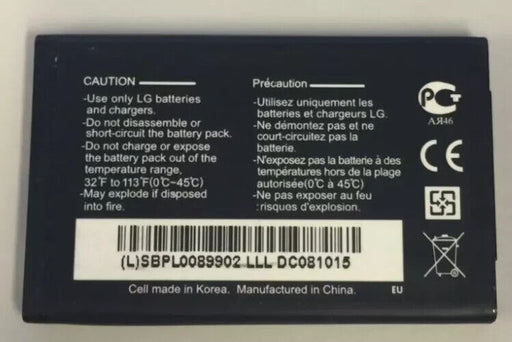 CAUTION
-Use only LG batteries
and chargers.
-Do not disassemble or
short-circuit the battery pack.
-Do not charge or expose
the battery pack out of the
temperature range,
32℉ to 113℉(0℃~45℃)
-May explode if disposed
into fire.
Précaution
-Utilisez uniquement les
batteries et chargeurs LG.
-Ne démontez pas et ne
court-circuitez pas la
batterie.
-N'exposez pas la batterie à des
températures hors de la plage
autorisée(0℃ à 45℃)
-Ne pas exposer au feu
:risques d'explosion.
РСТ
АЯ46
CE
(L)SBPL0089902 LLL DC081015
Cell made in Korea. Manufactured in China.
EU